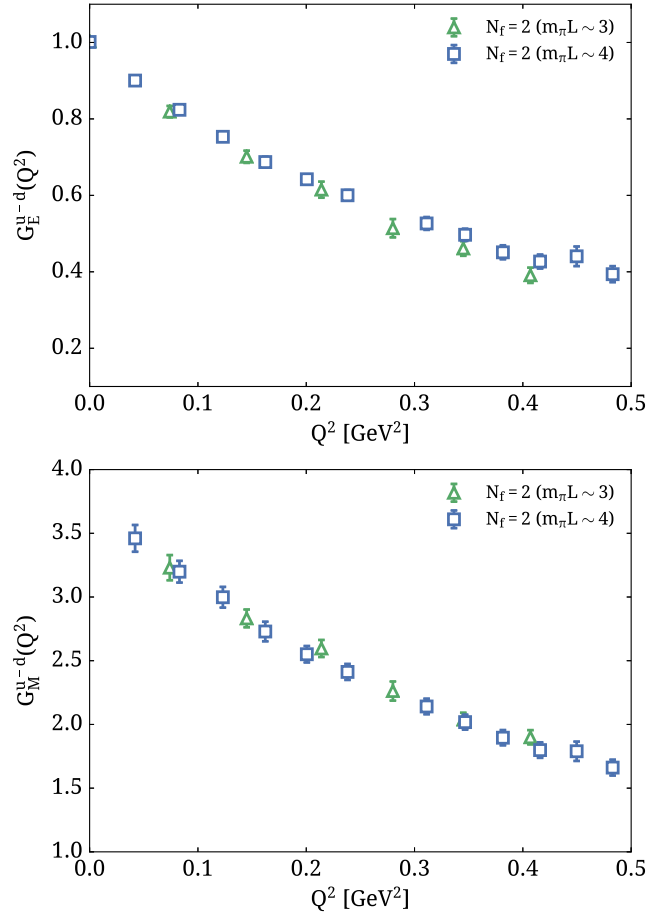 N_f = 2 (m_πL ∼ 3)
N_f = 2 (m_πL ∼ 4)
1.0
0.8
0.6
0.4
0.2
G_E^{u−d}(Q²)
0.0 0.1 0.2 0.3 0.4 0.5
Q² [GeV²]
N_f = 2 (m_πL ∼ 3)
N_f = 2 (m_πL ∼ 4)
4.0
3.5
3.0
2.5
2.0
1.5
1.0
G_M^{u−d}(Q²)
0.0 0.1 0.2 0.3 0.4 0.5
Q² [GeV²]